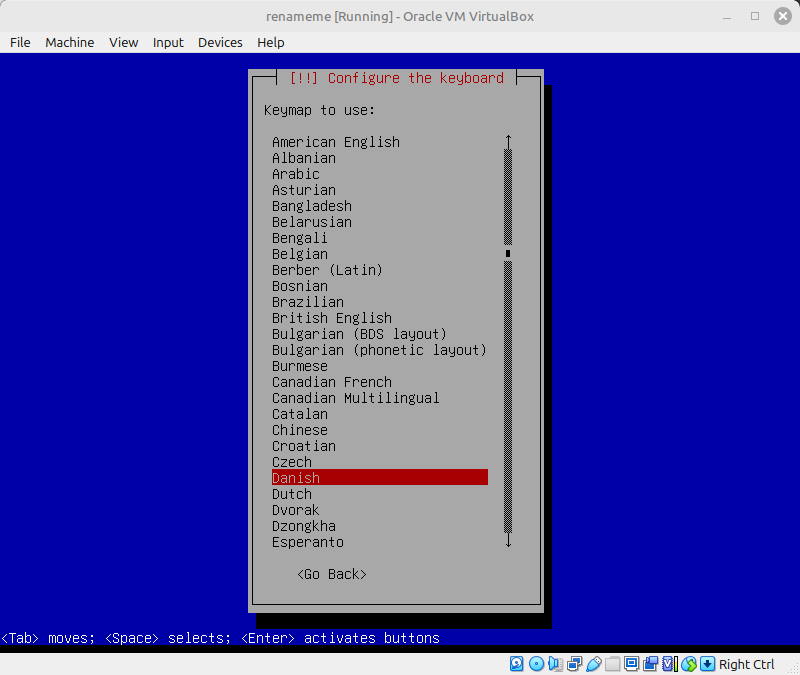 renameme [Running] - Oracle VM VirtualBox
File Machine View Input Devices Help
[!!] Configure the keyboard
Keymap to use:
American English
Albanian
Arabic
Asturian
Bangladesh
Belarusian
Bengali
Belgian
Berber (Latin)
Bosnian
Brazilian
British English
Bulgarian (BDS layout)
Bulgarian (phonetic layout)
Burmese
Canadian French
Canadian Multilingual
Catalan
Chinese
Croatian
Czech
Danish
Dutch
Dvorak
Dzongkha
Esperanto
<Go Back>
<Tab> moves; <Space> selects; <Enter> activates buttons
Right Ctrl